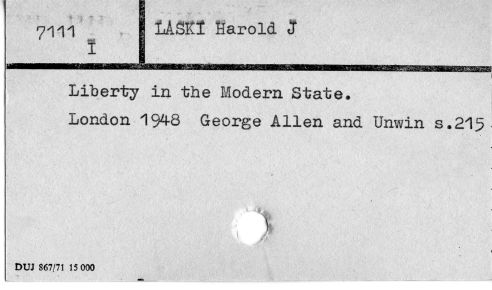 7111 LASKI Harold J
I
Liberty in the Modern State.
London 1948 George Allen and Unwin s.215
DUJ 867/71 15 000